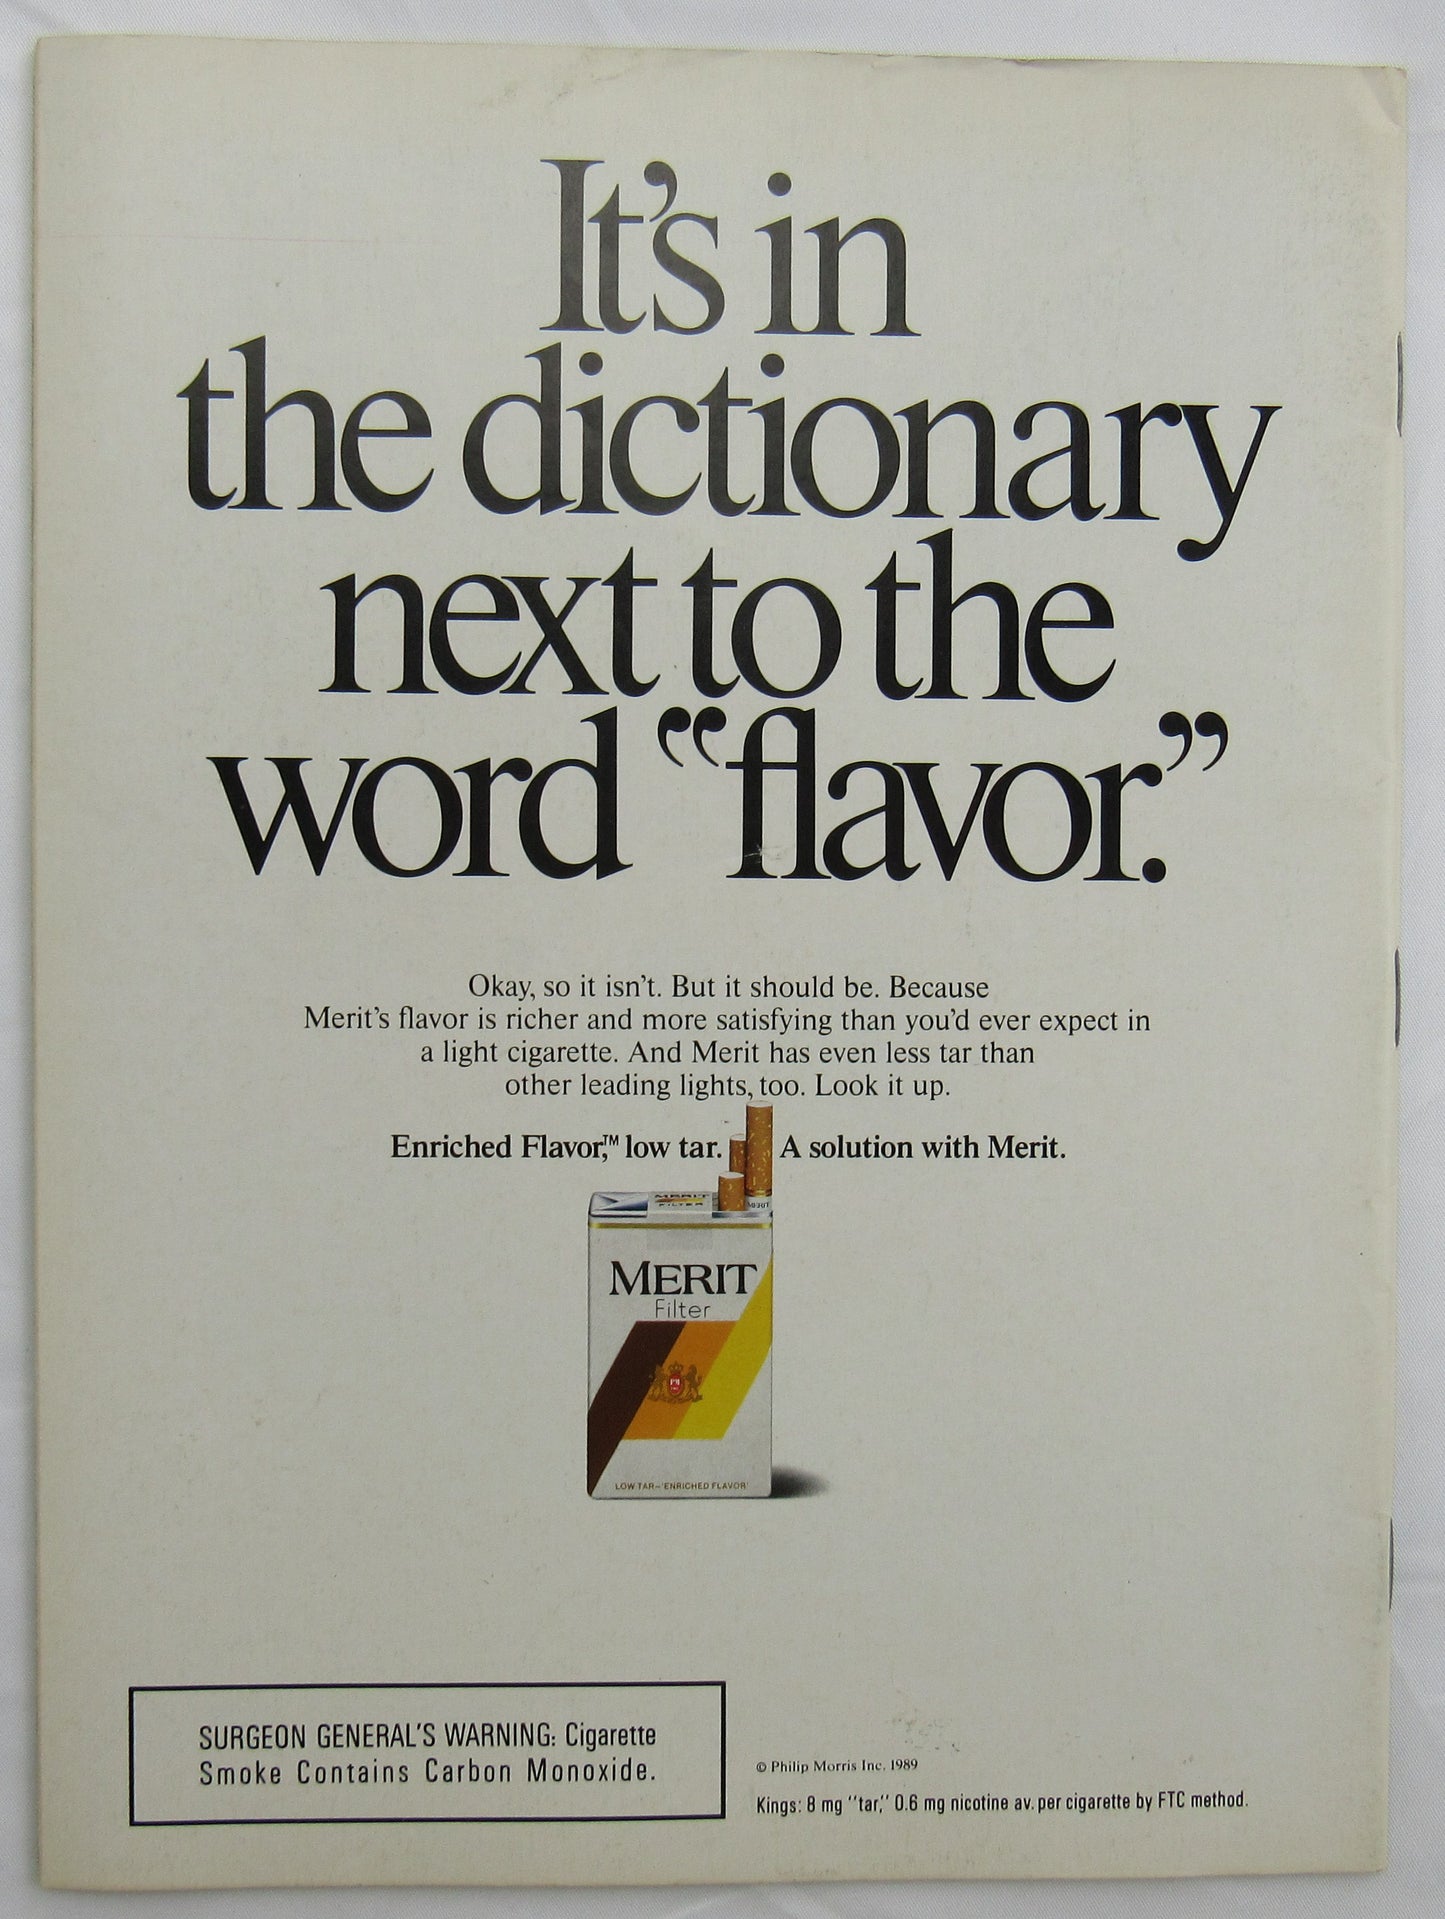 It's in
the dictionary
next to the
word “flavor.”
Okay, so it isn't. But it should be. Because
Merit's flavor is richer and more satisfying than you'd ever expect in
a light cigarette. And Merit has even less tar than
other leading lights, too. Look it up.
Enriched Flavor,™ low tar. A solution with Merit.
MERIT
FILTER
MERIT
MERIT
Filter
LOW TAR–‘ENRICHED FLAVOR’
SURGEON GENERAL'S WARNING: Cigarette
Smoke Contains Carbon Monoxide.
© Philip Morris Inc. 1989
Kings: 8 mg “tar,” 0.6 mg nicotine av. per cigarette by FTC method.